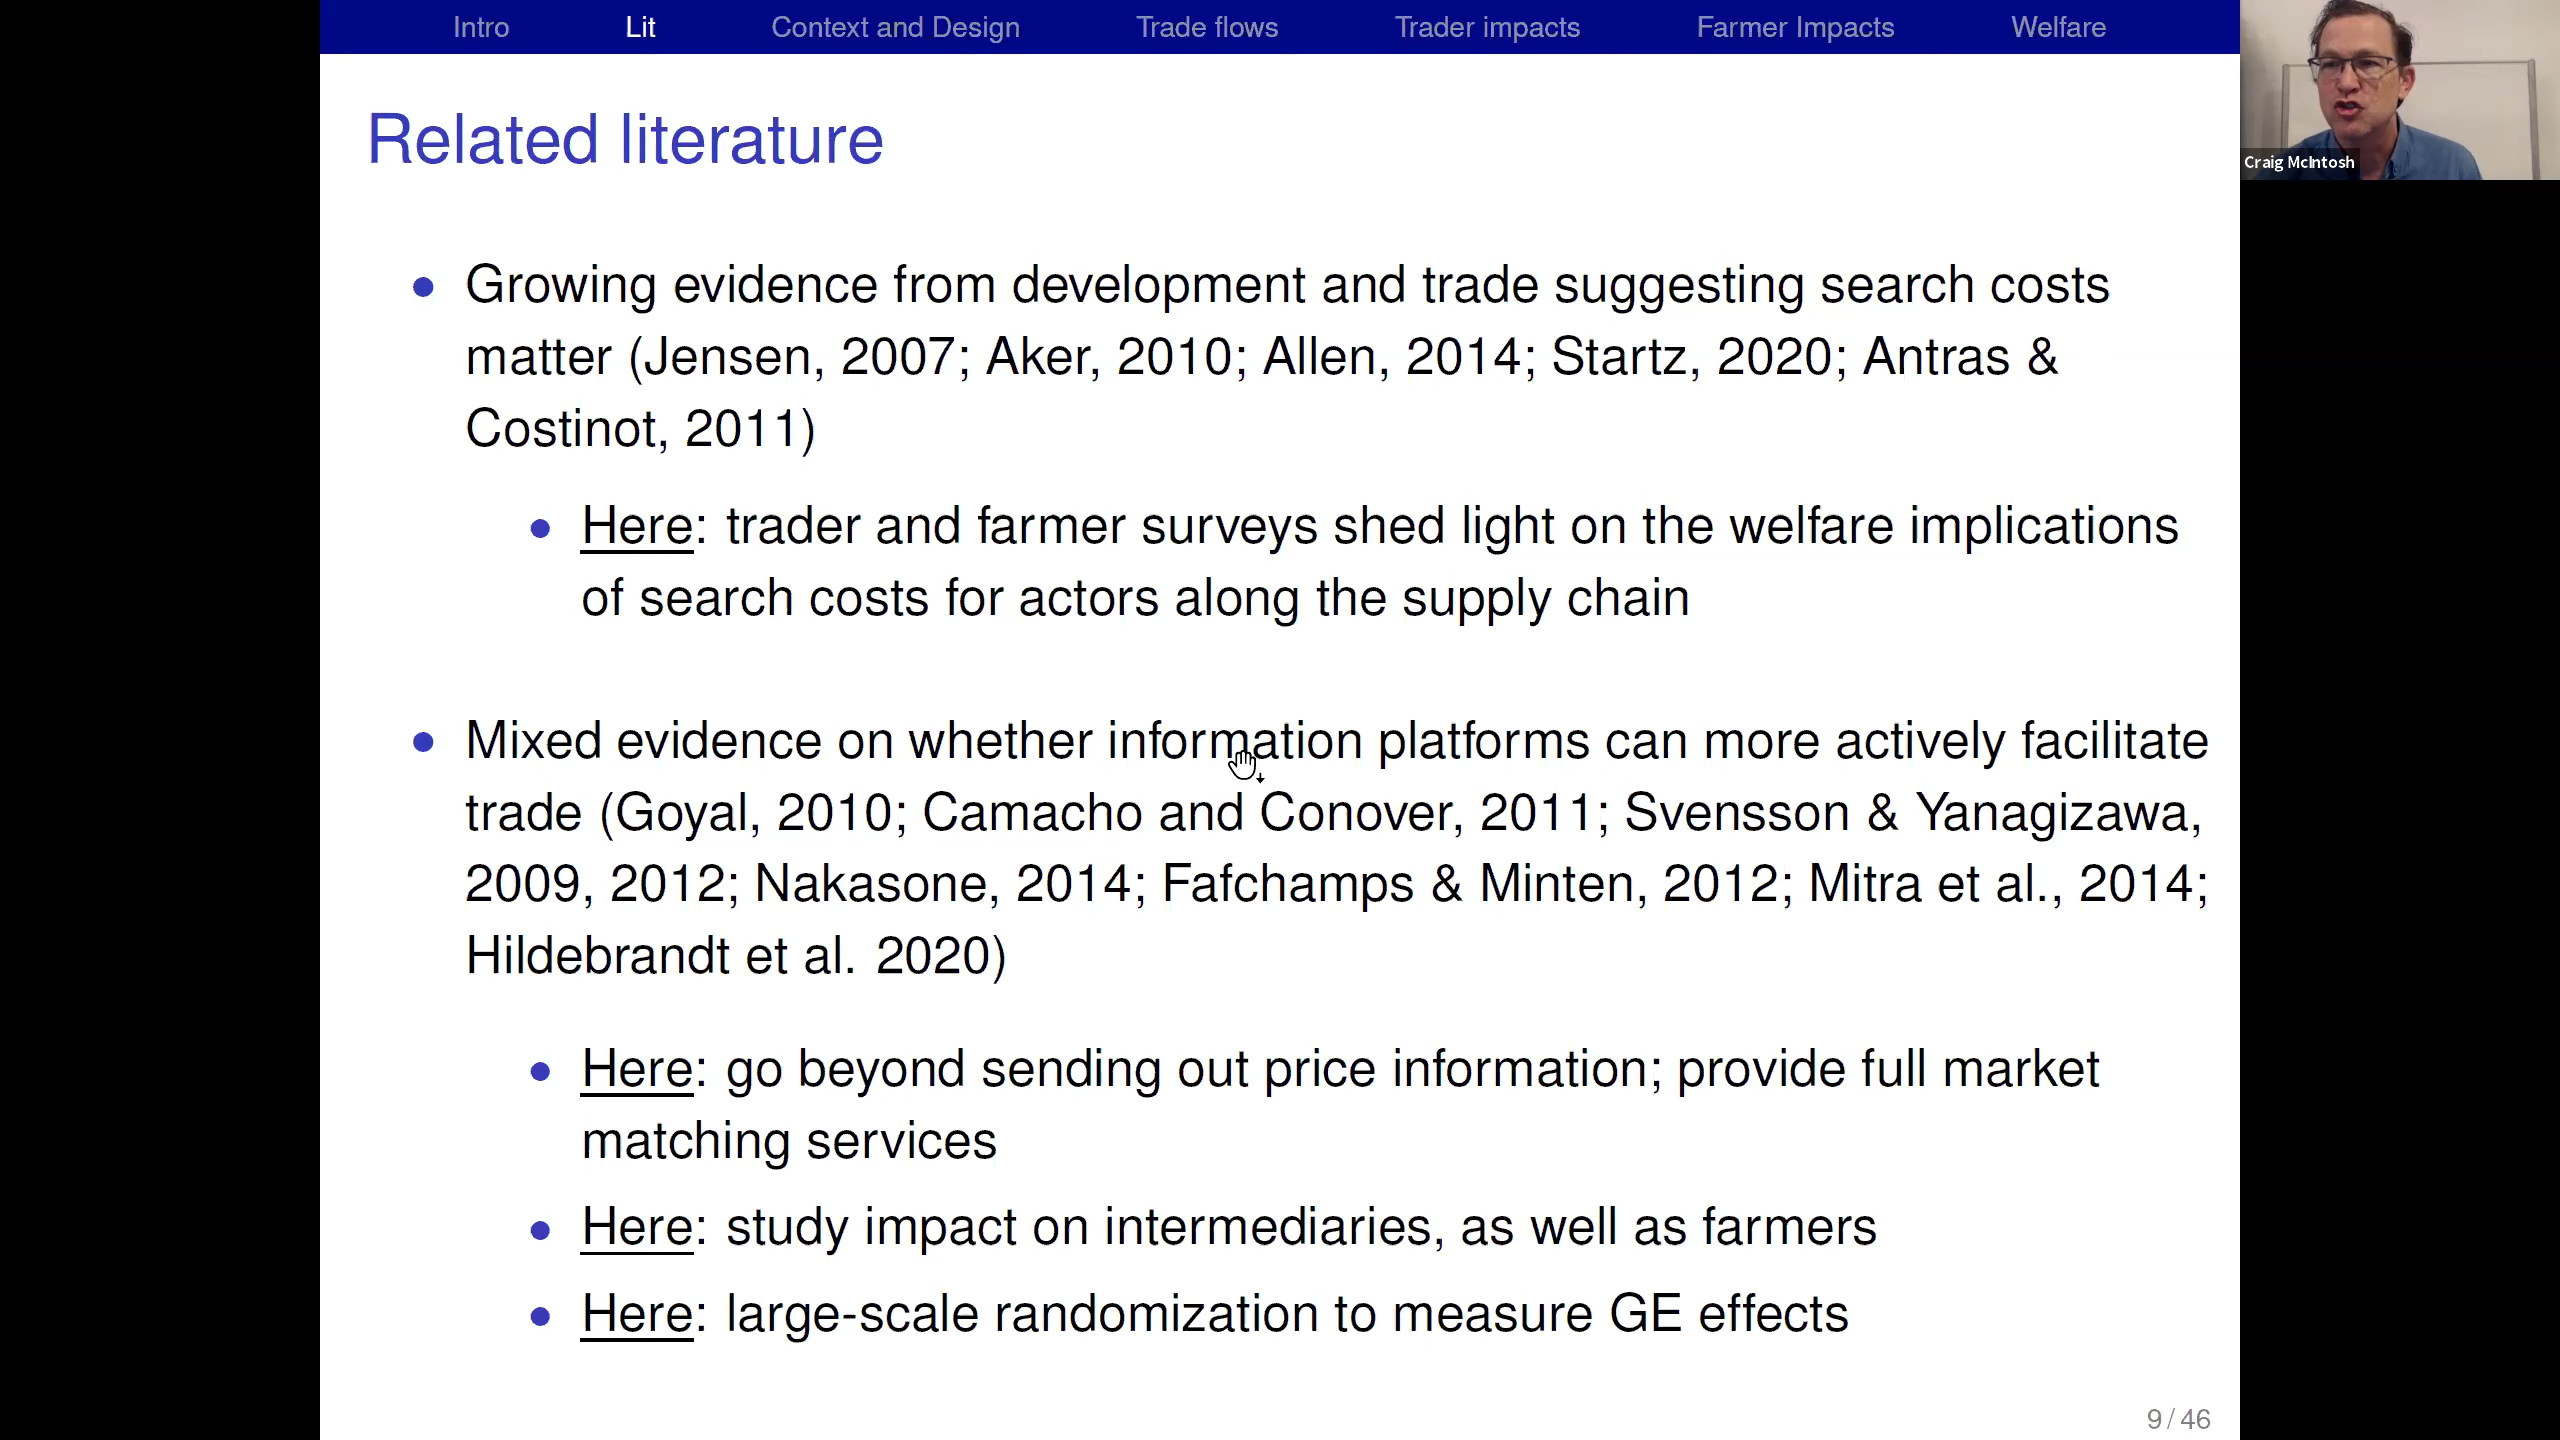 Intro Lit Context and Design Trade flows Trader impacts Farmer Impacts Welfare
Craig McIntosh
Related literature
• Growing evidence from development and trade suggesting search costs
matter (Jensen, 2007; Aker, 2010; Allen, 2014; Startz, 2020; Antras &
Costinot, 2011)
• Here: trader and farmer surveys shed light on the welfare implications
of search costs for actors along the supply chain
• Mixed evidence on whether information platforms can more actively facilitate
trade (Goyal, 2010; Camacho and Conover, 2011; Svensson & Yanagizawa,
2009, 2012; Nakasone, 2014; Fafchamps & Minten, 2012; Mitra et al., 2014;
Hildebrandt et al. 2020)
• Here: go beyond sending out price information; provide full market
matching services
• Here: study impact on intermediaries, as well as farmers
• Here: large-scale randomization to measure GE effects
9 / 46